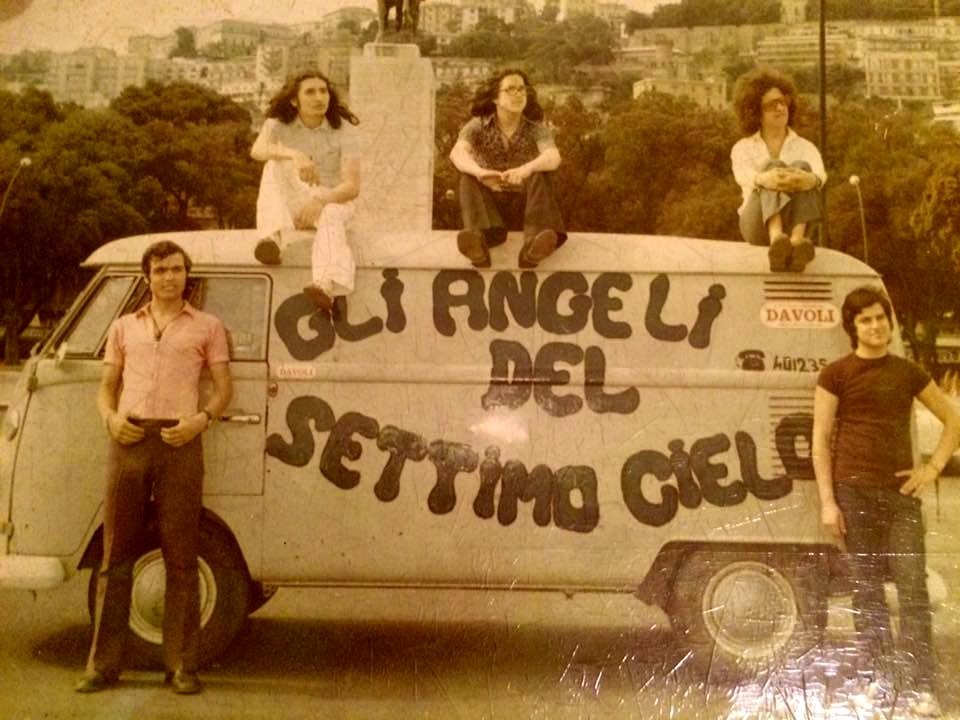 GLI ANGELI
DEL
SETTIMO CIELO
DAVOLI
401235
DAVOLI